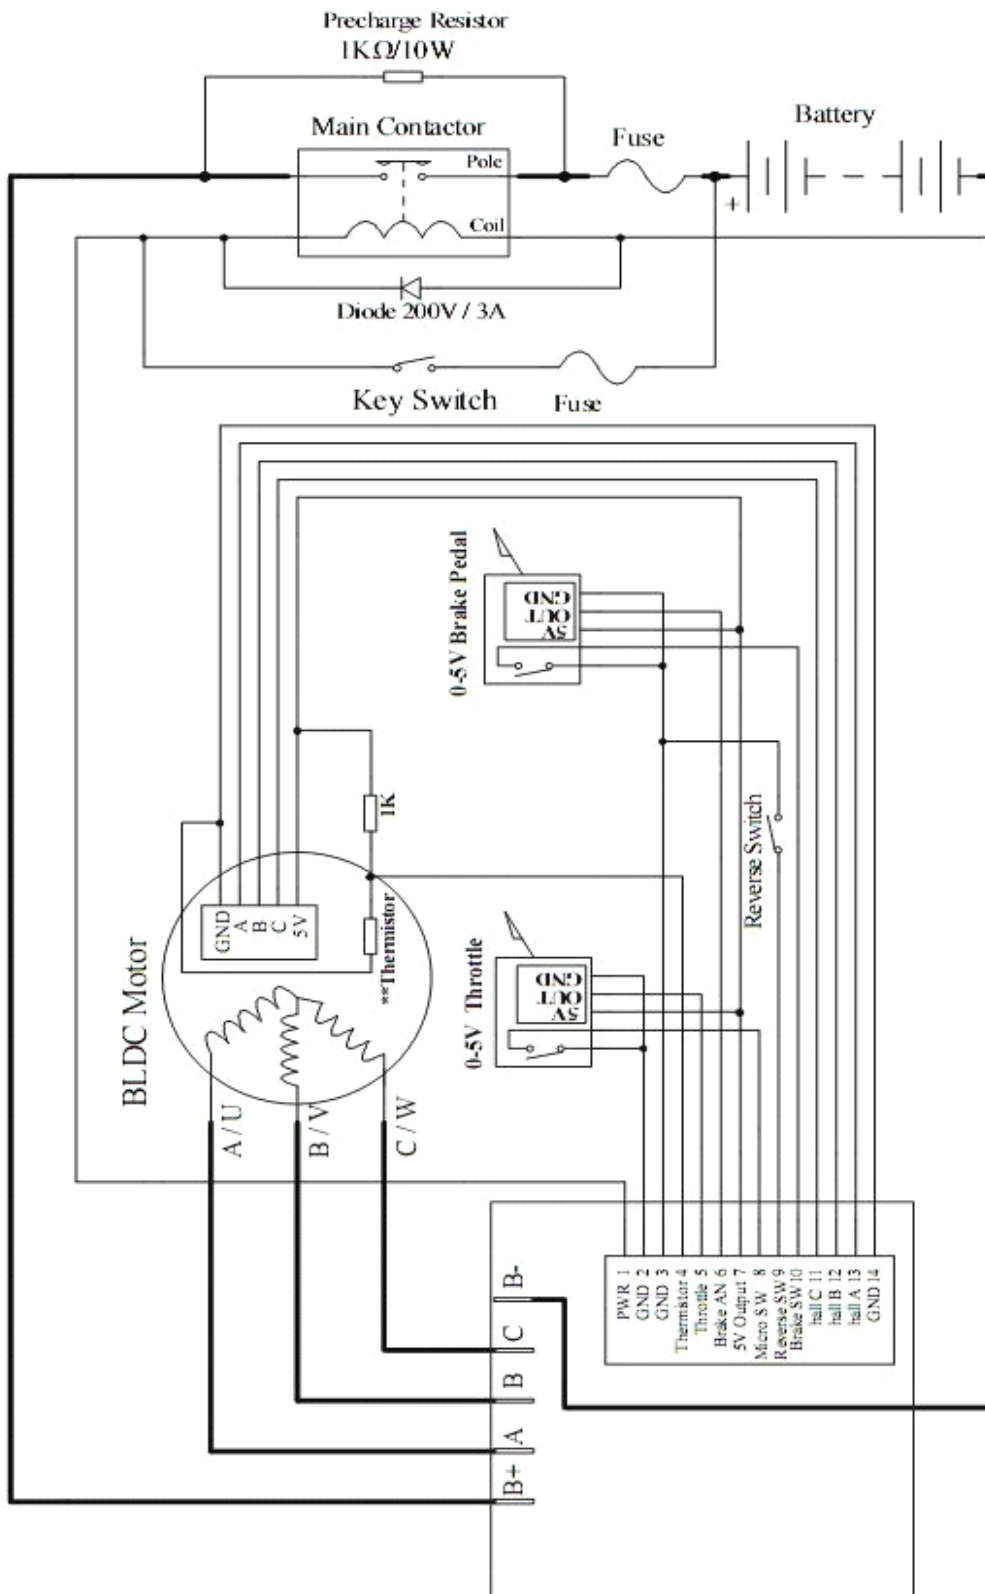 Precharge Resistor
1KΩ/10W
Main Contactor
Pole
Coil
Fuse
Battery
+
Diode 200V / 3A
Key Switch
Fuse
0-5V Brake Pedal
GND
OUT
5V
1K
Reverse Switch
BLDC Motor
GND
A
B
C
5V
**Thermistor
0-5V Throttle
GND
OUT
5V
A / U
B / V
C / W
B-
C
B
A
B+
PWR 1
GND 2
GND 3
Thermistor 4
Throttle 5
Brake AN 6
5V Output 7
Micro SW 8
Reverse SW 9
Brake SW 10
hall C 11
hall B 12
hall A 13
GND 14